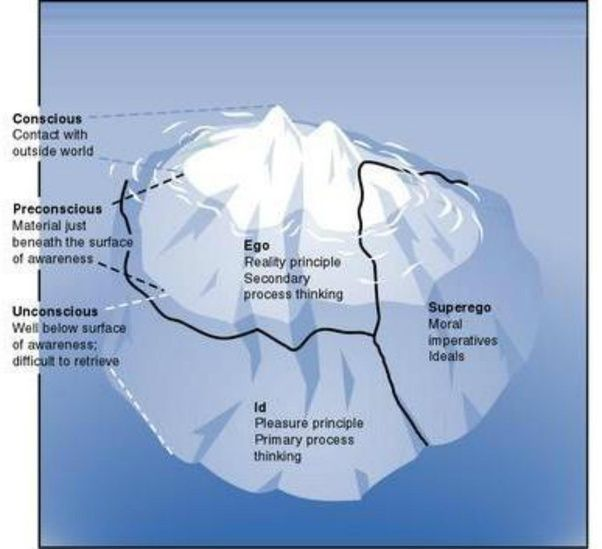 Conscious
Contact with
outside world
Preconscious
Material just
beneath the surface
of awareness
Unconscious
Well below surface
of awareness;
difficult to retrieve
Ego
Reality principle
Secondary
process thinking
Superego
Moral
imperatives
Ideals
Id
Pleasure principle
Primary process
thinking